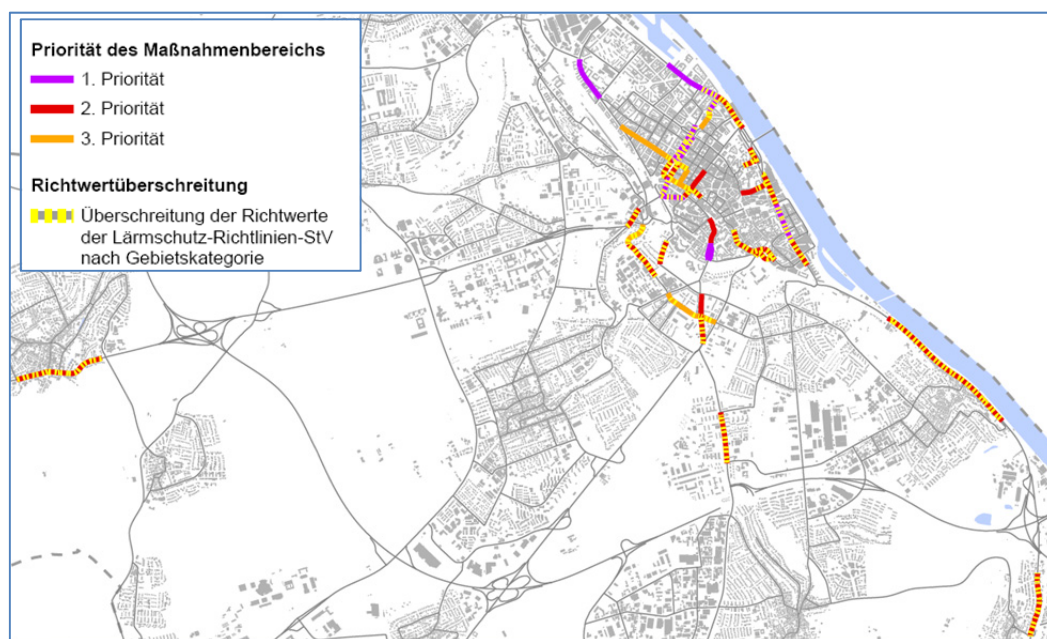 Priorität des Maßnahmenbereichs
1. Priorität
2. Priorität
3. Priorität
Richtwertüberschreitung
Überschreitung der Richtwerte
der Lärmschutz-Richtlinien-StV
nach Gebietskategorie